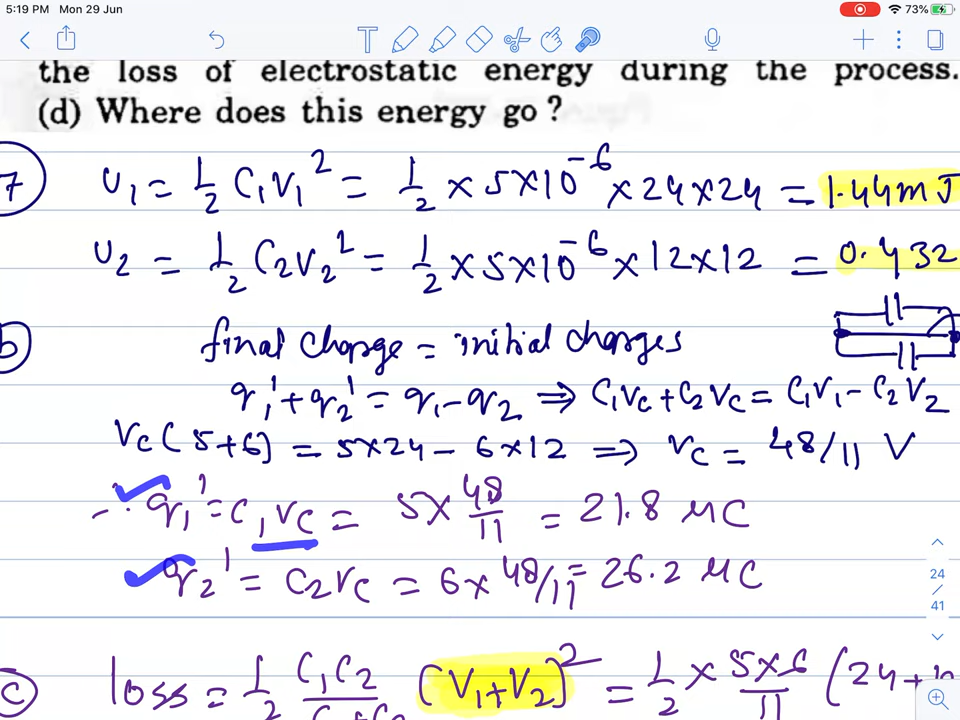 5:19 PM Mon 29 Jun 73%
the loss of electrostatic energy during the process.
(d) Where does this energy go ?
7 U₁ = 1/2 C₁V₁² = 1/2 × 5×10⁻⁶ × 24×24 = 1.44 m J
U₂ = 1/2 C₂V₂² = 1/2 × 5×10⁻⁶ × 12×12 = 0.432
b final charge = initial charges
q₁' + q₂' = q₁ - q₂ ⇒ C₁Vc + C₂Vc = C₁V₁ - C₂V₂
Vc (5+6) = 5×24 - 6×12 ⇒ Vc = 48/11 V
∴ q₁' = C₁Vc = 5× 48/11 = 21.8 μC
q₂' = C₂Vc = 6× 48/11 = 26.2 μC
24 / 41
c loss = 1/2 C₁C₂/C₁+C₂ (V₁+V₂)² = 1/2 × 5×6/11 (24+